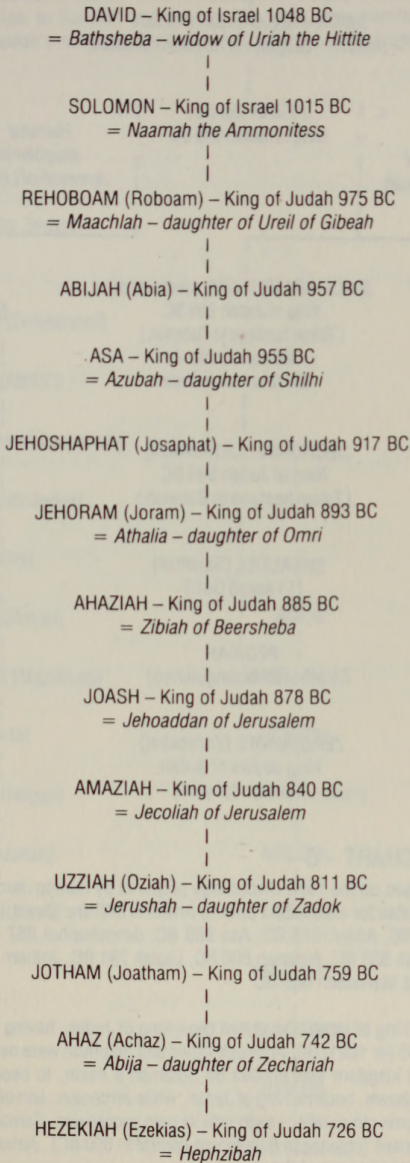 DAVID – King of Israel 1048 BC
= Bathsheba – widow of Uriah the Hittite
SOLOMON – King of Israel 1015 BC
= Naamah the Ammonitess
REHOBOAM (Roboam) – King of Judah 975 BC
= Maachlah – daughter of Ureil of Gibeah
ABIJAH (Abia) – King of Judah 957 BC
ASA – King of Judah 955 BC
= Azubah – daughter of Shilhi
JEHOSHAPHAT (Josaphat) – King of Judah 917 BC
JEHORAM (Joram) – King of Judah 893 BC
= Athalia – daughter of Omri
AHAZIAH – King of Judah 885 BC
= Zibiah of Beersheba
JOASH – King of Judah 878 BC
= Jehoaddan of Jerusalem
AMAZIAH – King of Judah 840 BC
= Jecoliah of Jerusalem
UZZIAH (Oziah) – King of Judah 811 BC
= Jerushah – daughter of Zadok
JOTHAM (Joatham) – King of Judah 759 BC
AHAZ (Achaz) – King of Judah 742 BC
= Abija – daughter of Zechariah
HEZEKIAH (Ezekias) – King of Judah 726 BC
= Hephzibah